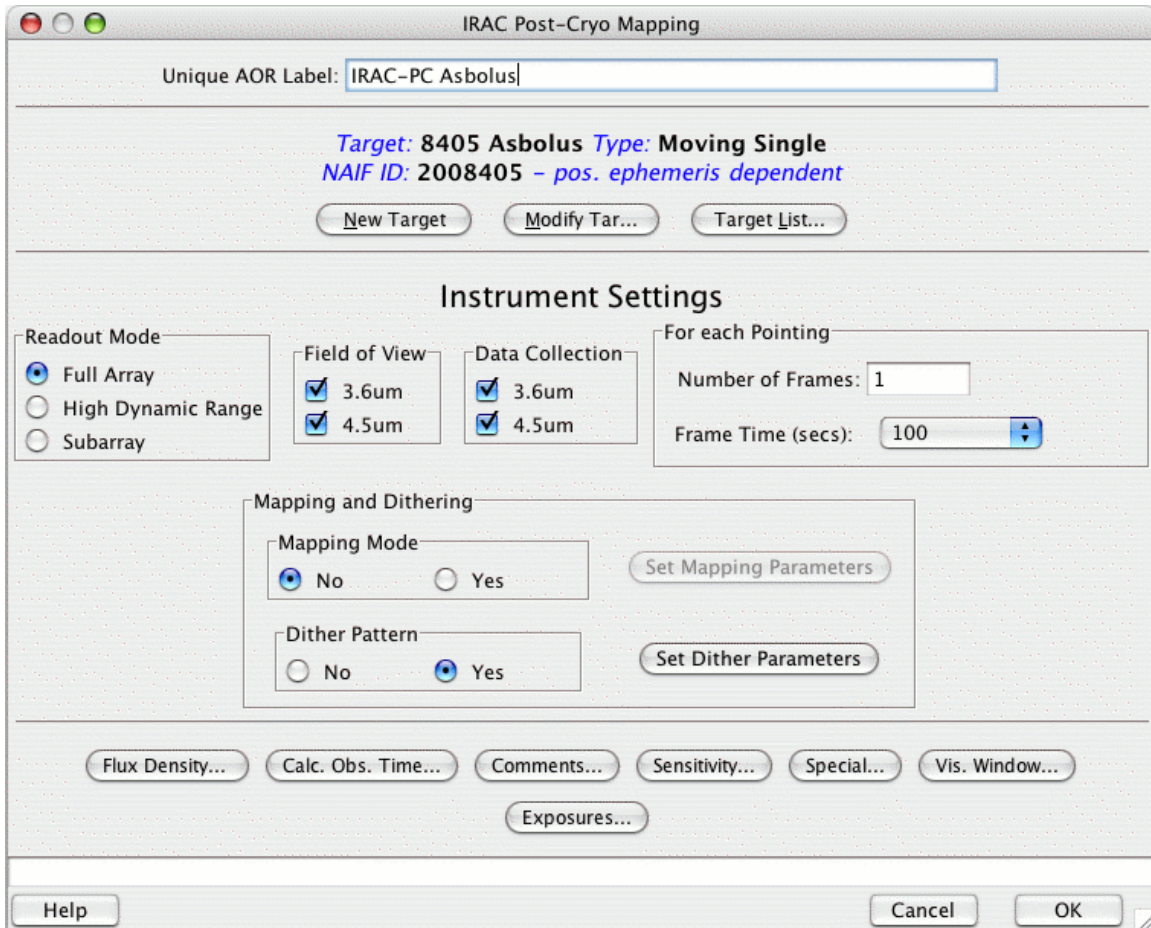 IRAC Post-Cryo Mapping
Unique AOR Label: IRAC-PC Asbolus
Target: 8405 Asbolus Type: Moving Single
NAIF ID: 2008405 – pos. ephemeris dependent
New Target Modify Tar... Target List...
Instrument Settings
Readout Mode
Full Array
High Dynamic Range
Subarray
Field of View
3.6um
4.5um
Data Collection
3.6um
4.5um
For each Pointing
Number of Frames: 1
Frame Time (secs): 100
Mapping and Dithering
Mapping Mode
No Yes
Set Mapping Parameters
Dither Pattern
No Yes
Set Dither Parameters
Flux Density... Calc. Obs. Time... Comments... Sensitivity... Special... Vis. Window...
Exposures...
Help Cancel OK